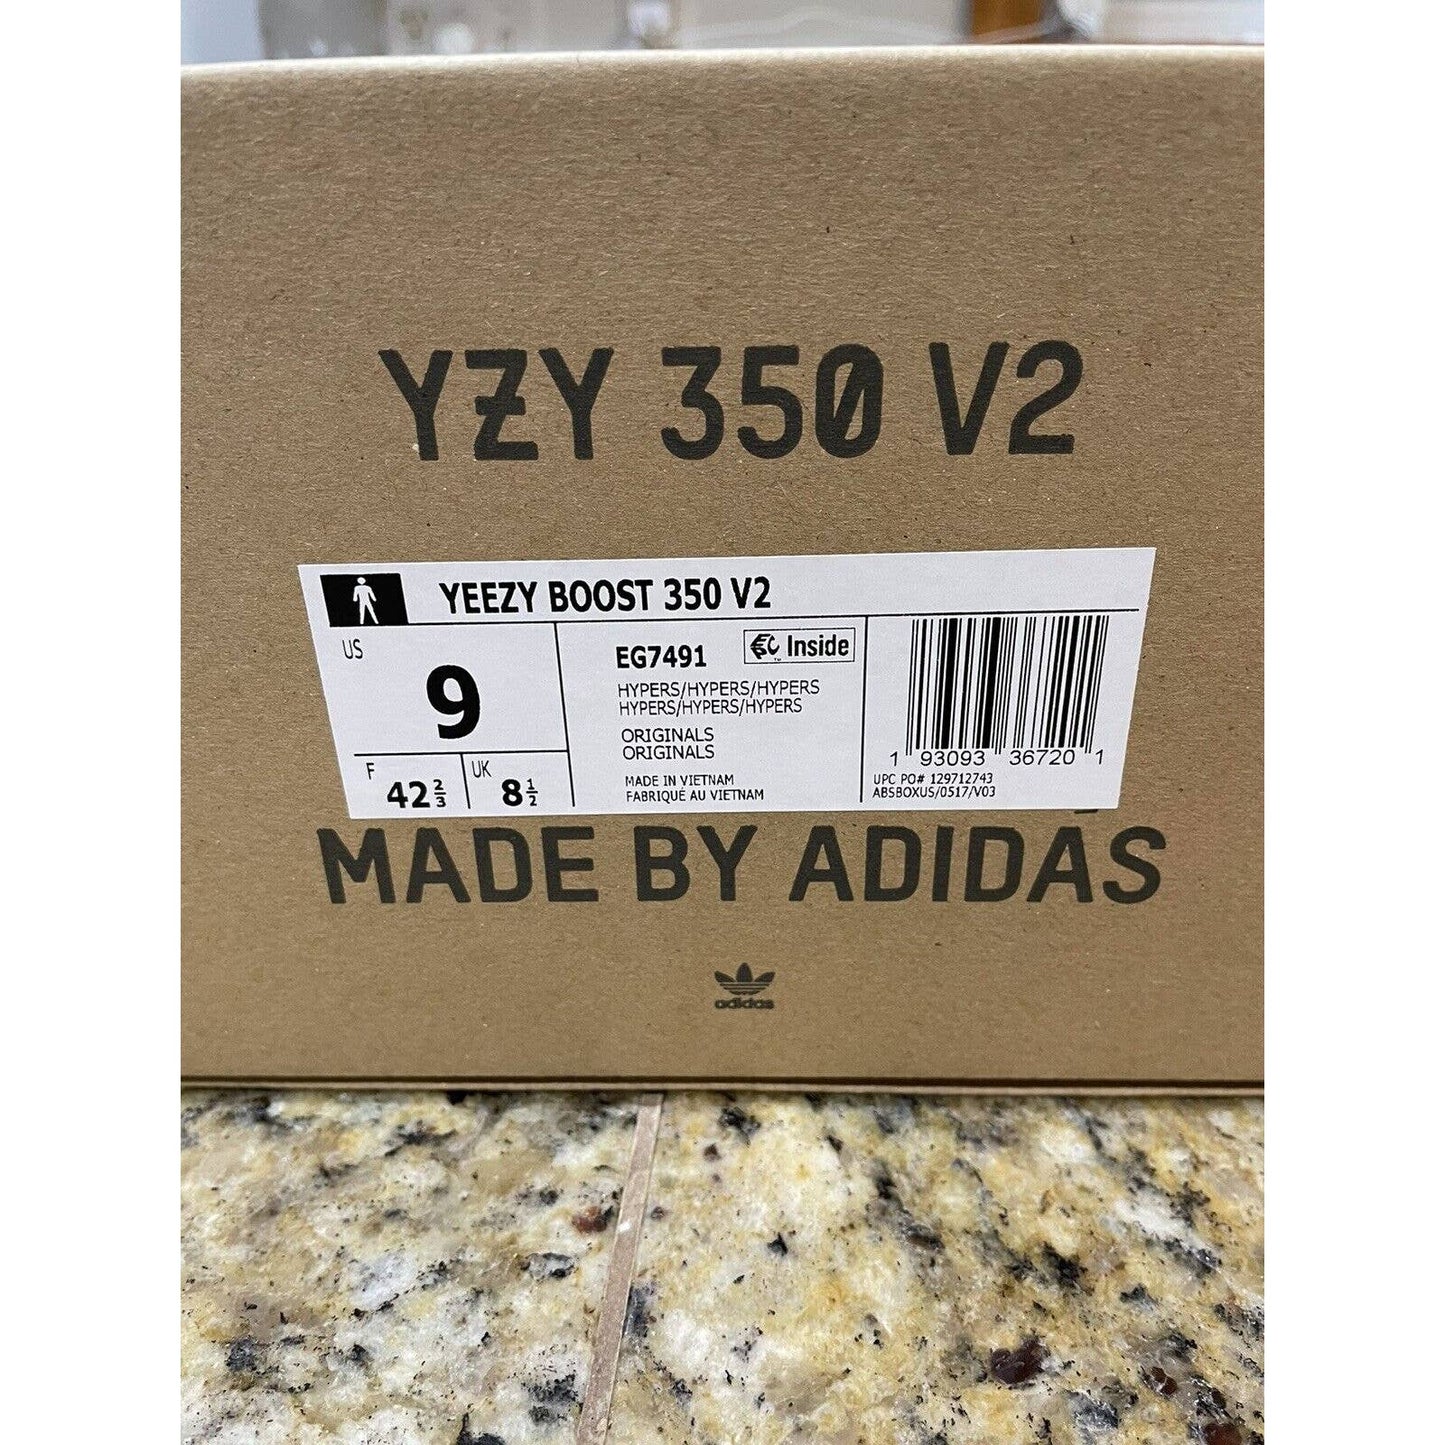 YZY 350 V2
YEEZY BOOST 350 V2
US
9
F
42 2/3
UK
8 1/2
EG7491
Inside
TM
HYPERS/HYPERS/HYPERS
HYPERS/HYPERS/HYPERS
ORIGINALS
ORIGINALS
MADE IN VIETNAM
FABRIQUÉ AU VIETNAM
1 93093 36720 1
UPC PO# 129712743
ABSBOXUS/0517/V03
MADE BY ADIDAS
adidas